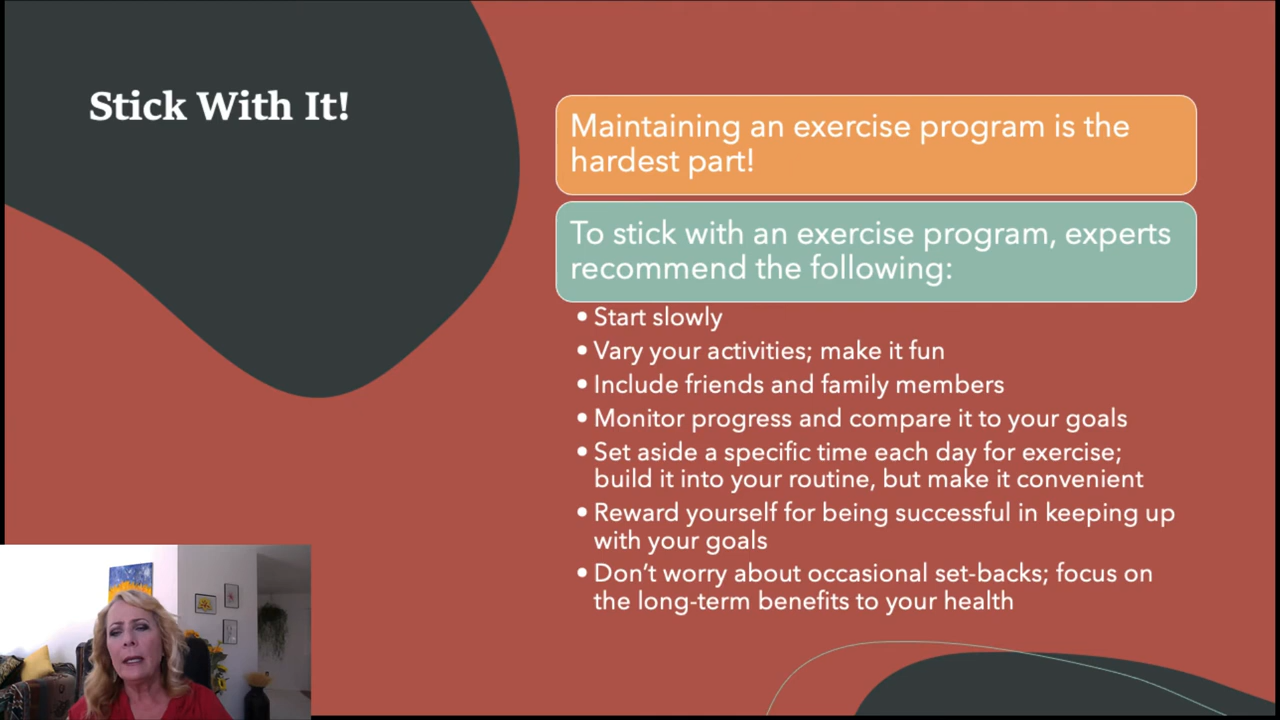 Stick With It!
Maintaining an exercise program is the
hardest part!
To stick with an exercise program, experts
recommend the following:
• Start slowly
• Vary your activities; make it fun
• Include friends and family members
• Monitor progress and compare it to your goals
• Set aside a specific time each day for exercise;
build it into your routine, but make it convenient
• Reward yourself for being successful in keeping up
with your goals
• Don't worry about occasional set-backs; focus on
the long-term benefits to your health